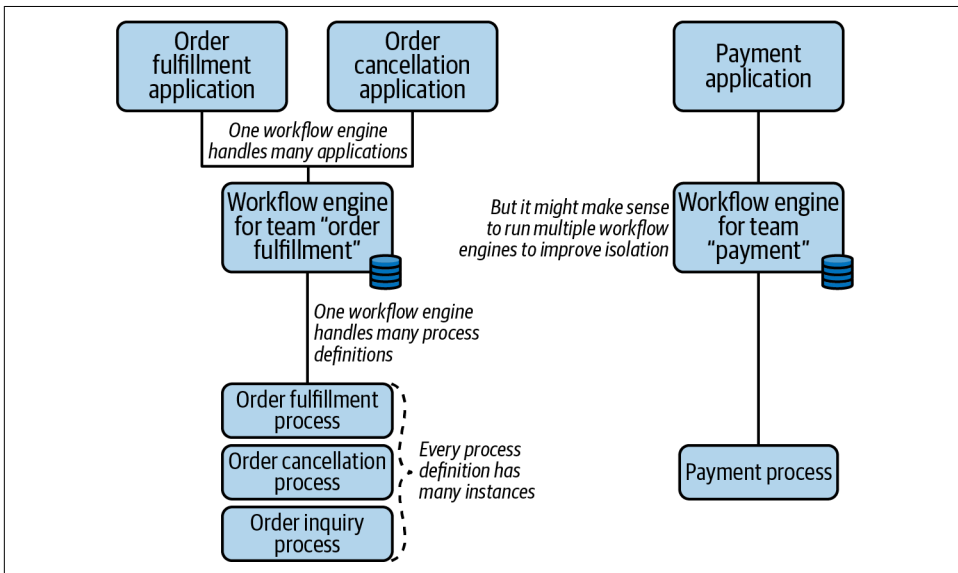 Order
fulfillment
application
Order
cancellation
application
Payment
application
One workflow engine
handles many applications
Workflow engine
for team “order
fulfillment”
But it might make sense
to run multiple workflow
engines to improve isolation
Workflow engine
for team
“payment”
One workflow engine
handles many process
definitions
Order fulfillment
process
Order cancellation
process
Order inquiry
process
Every process
definition has
many instances
Payment process